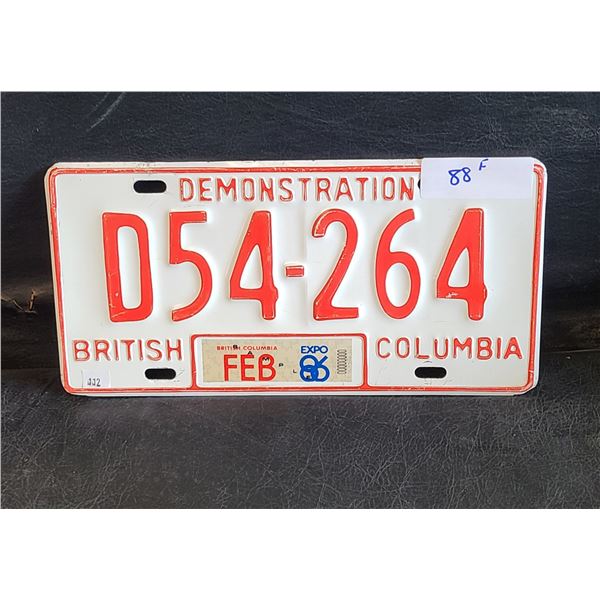 88 F
DEMONSTRATION
D54-264
BRITISH
COLUMBIA
BRITISH COLUMBIA
EXPO
FEB 86